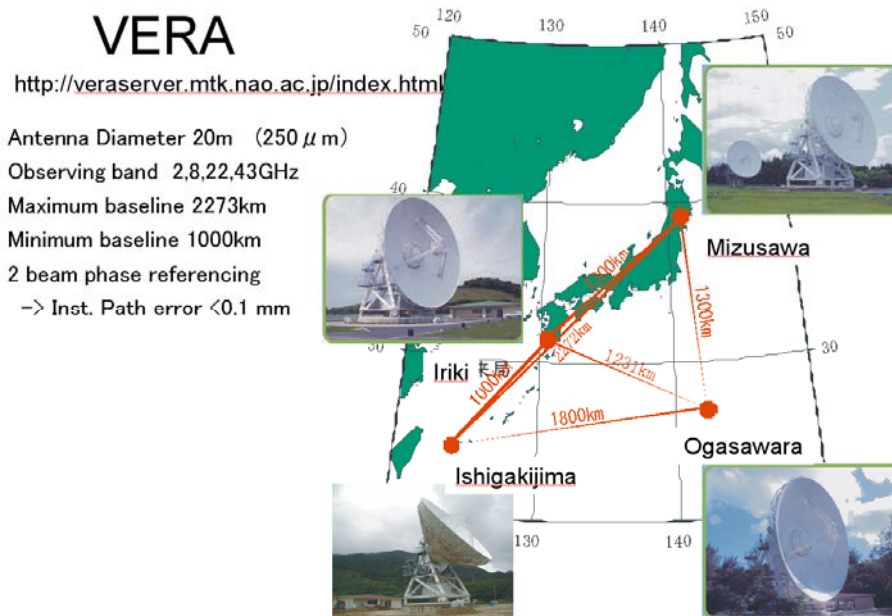 VERA
http://veraserver.mtk.nao.ac.jp/index.html
Antenna Diameter 20m (250μm)
Observing band 2,8,22,43GHz
Maximum baseline 2273km
Minimum baseline 1000km
2 beam phase referencing
-> Inst. Path error <0.1 mm
120
130
140
150
50
50
40
Mizusawa
1300km
2272km
30
30
Iriki
局
1000km
1231km
1800km
Ogasawara
Ishigakijima
130
140